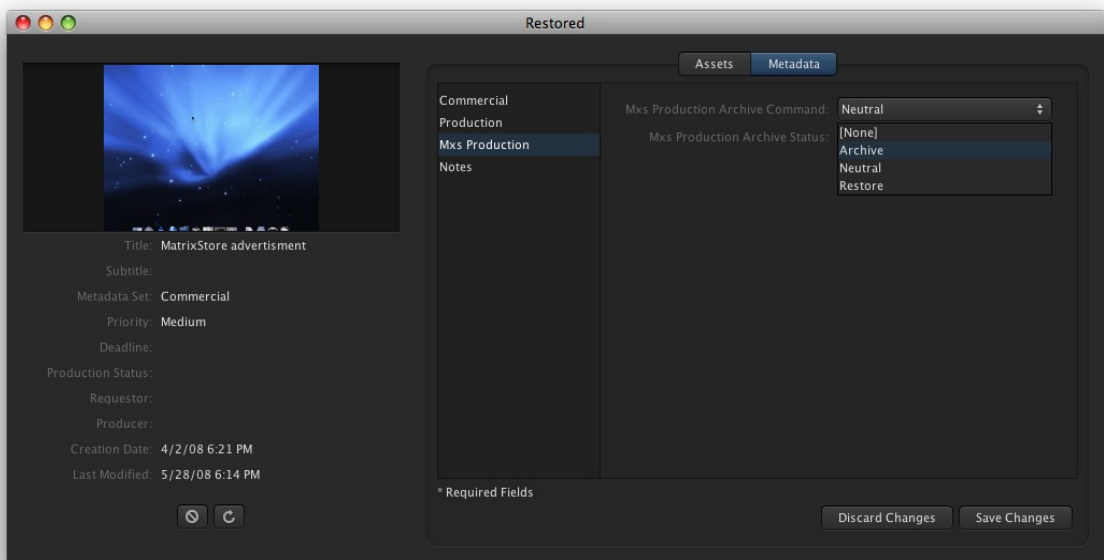 Restored
Title: MatrixStore advertisment
Subtitle:
Metadata Set: Commercial
Priority: Medium
Deadline:
Production Status:
Requestor:
Producer:
Creation Date: 4/2/08 6:21 PM
Last Modified: 5/28/08 6:14 PM
Assets
Metadata
Commercial
Production
Mxs Production
Notes
Mxs Production Archive Command: Neutral
Mxs Production Archive Status:
[None]
Archive
Neutral
Restore
* Required Fields
Discard Changes
Save Changes